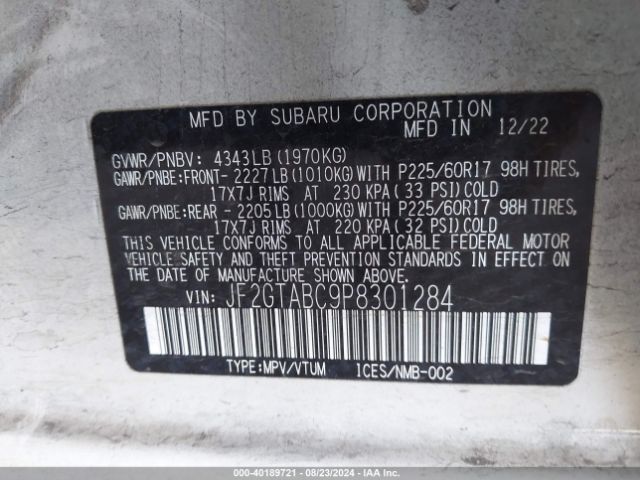 MFD BY SUBARU CORPORATION
MFD IN 12/22
GVWR/PNBV: 4343LB (1970KG)
GAWR/PNBE:FRONT- 2227LB (1010KG)WITH P225/60R17 98H TIRES,
17X7J RIMS AT 230 KPA ( 33 PSI) COLD
GAWR/PNBE:REAR - 2205LB (1000KG)WITH P225/60R17 98H TIRES,
17X7J RIMS AT 220 KPA ( 32 PSI) COLD
THIS VEHICLE CONFORMS TO ALL APPLICABLE FEDERAL MOTOR
VEHICLE SAFETY AND THEFT PREVENTION STANDARDS IN EFFECT ON
THE DATE OF MANUFACTURE SHOWN ABOVE.
VIN: JF2GTABC9P8301284
TYPE:MPV/VTUM ICES/NMB-002
000-40189721 - 08/23/2024 - IAA Inc.